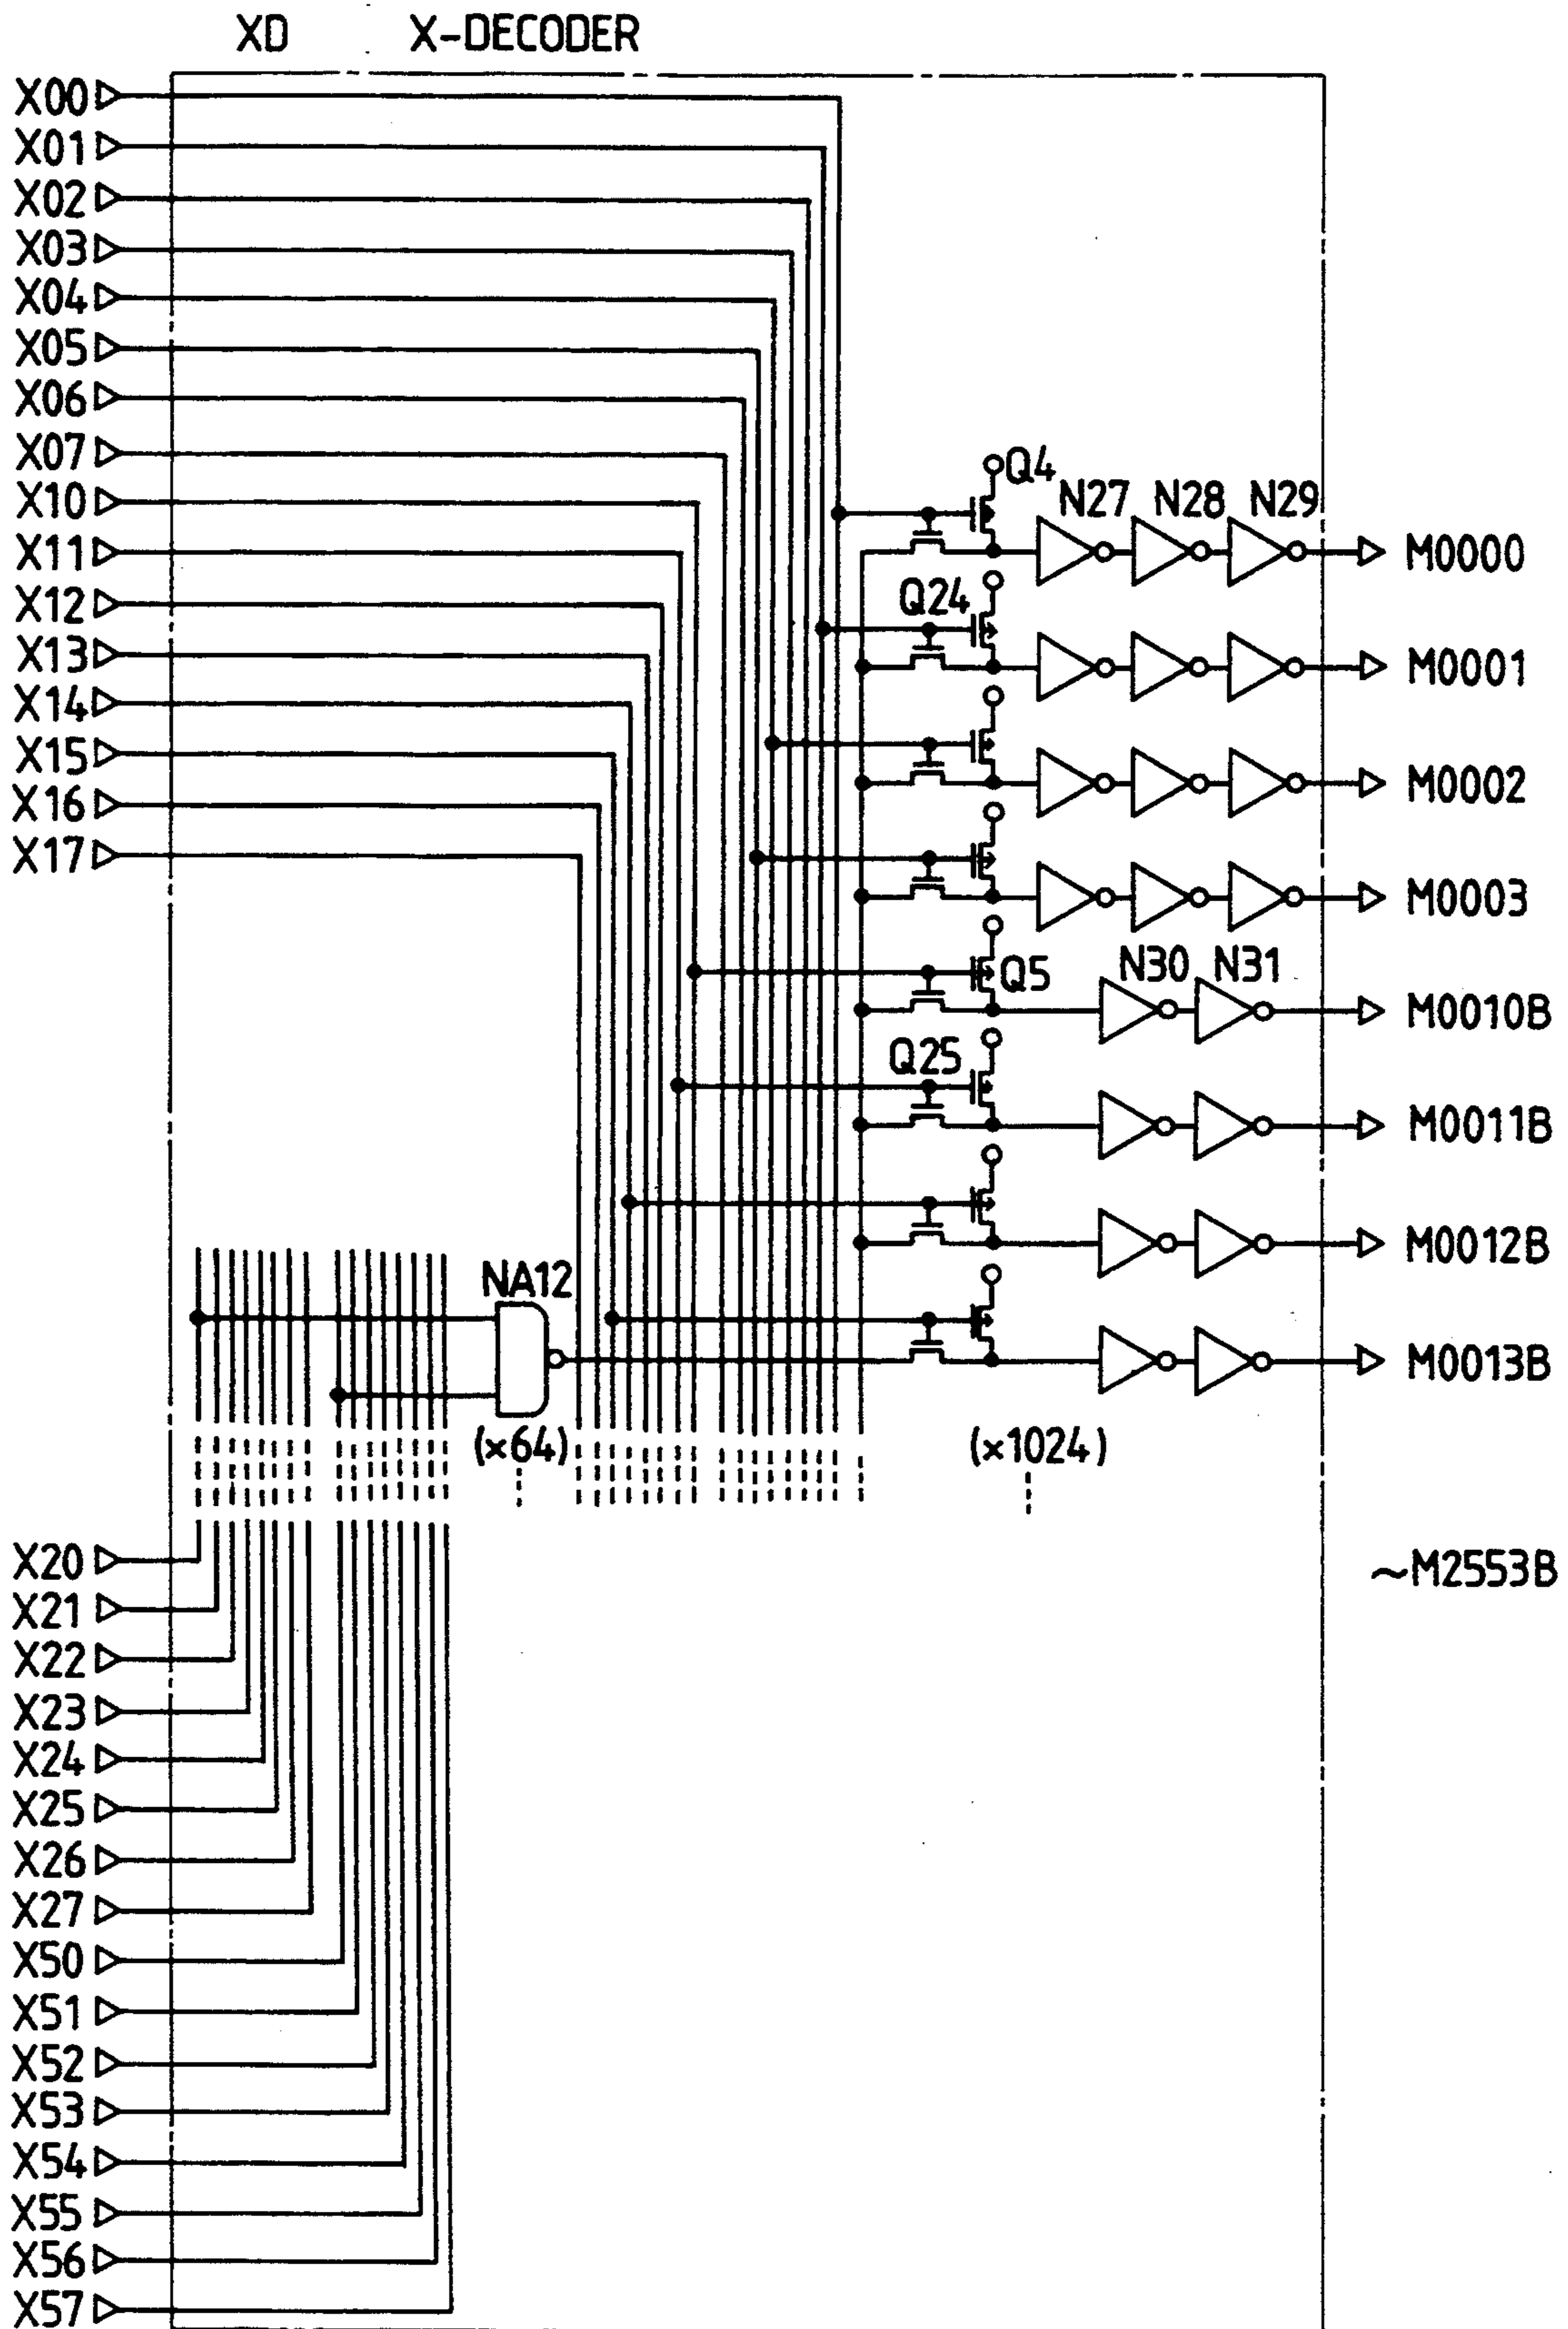 XD X-DECODER
X00
X01
X02
X03
X04
X05
X06
X07
Q4
X10
N27 N28 N29
X11
M0000
X12
Q24
X13
M0001
X14
X15
M0002
X16
X17
M0003
Q5
N30 N31
M0010B
Q25
M0011B
M0012B
NA12
M0013B
(x64)
(x1024)
X20
~M2553B
X21
X22
X23
X24
X25
X26
X27
X50
X51
X52
X53
X54
X55
X56
X57